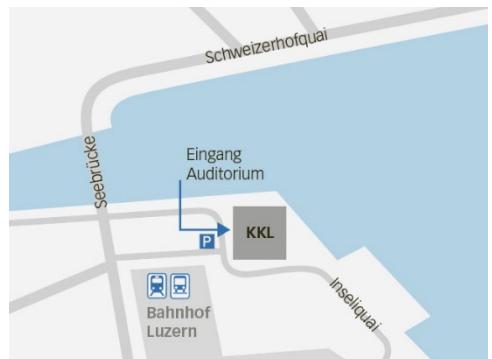 Schweizerhofquai
Seebrücke
Eingang
Auditorium
P
KKL
Bahnhof
Luzern
Inseliquai